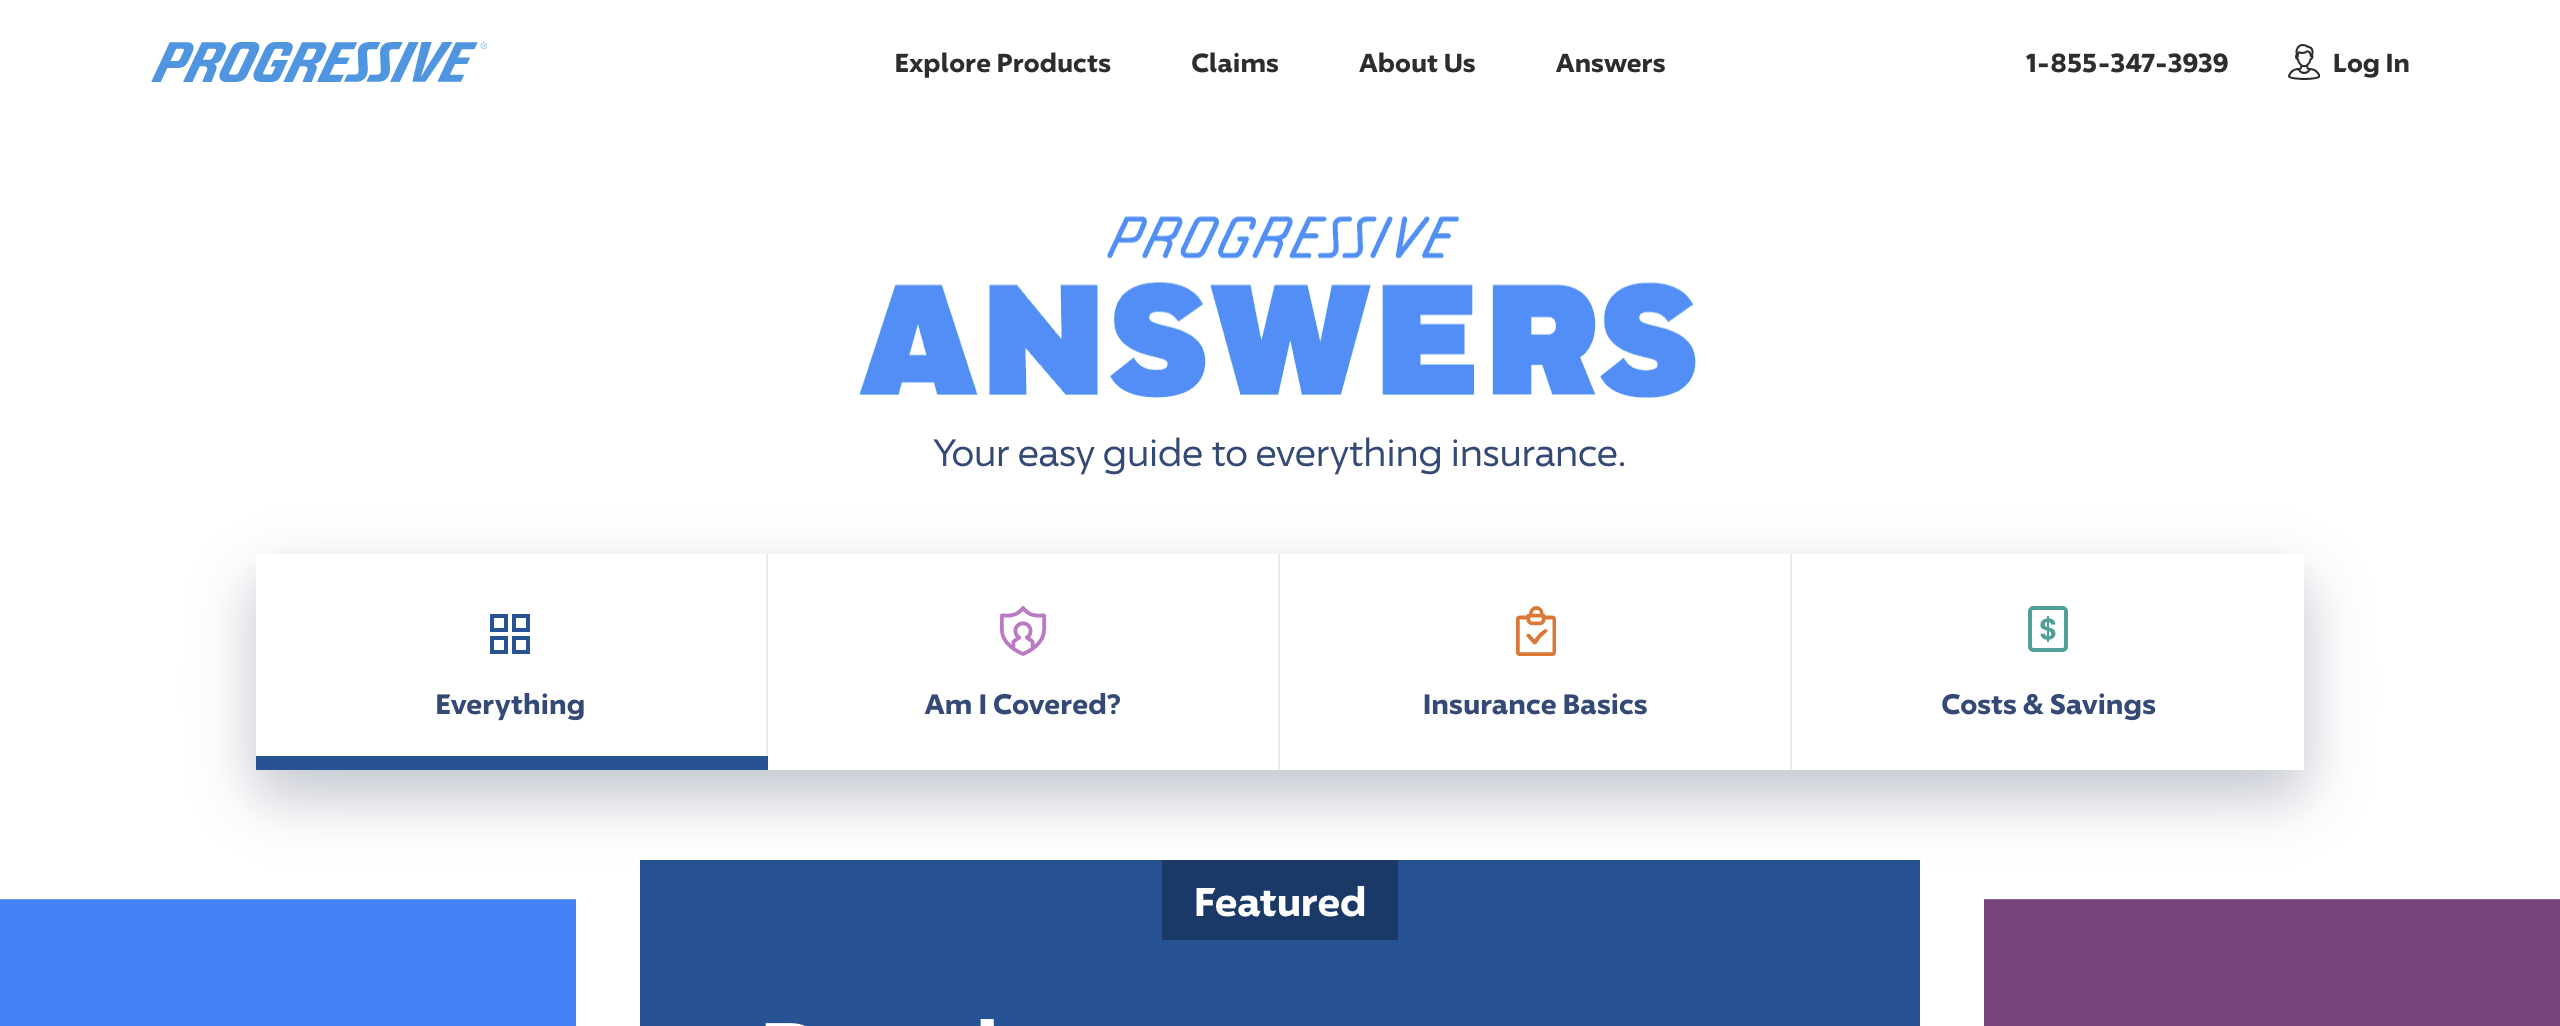 PROGRESSIVE®
Explore Products
Claims
About Us
Answers
1-855-347-3939
Log In
PROGRESSIVE
ANSWERS
Your easy guide to everything insurance.
Everything
Am I Covered?
Insurance Basics
$
Costs & Savings
Featured